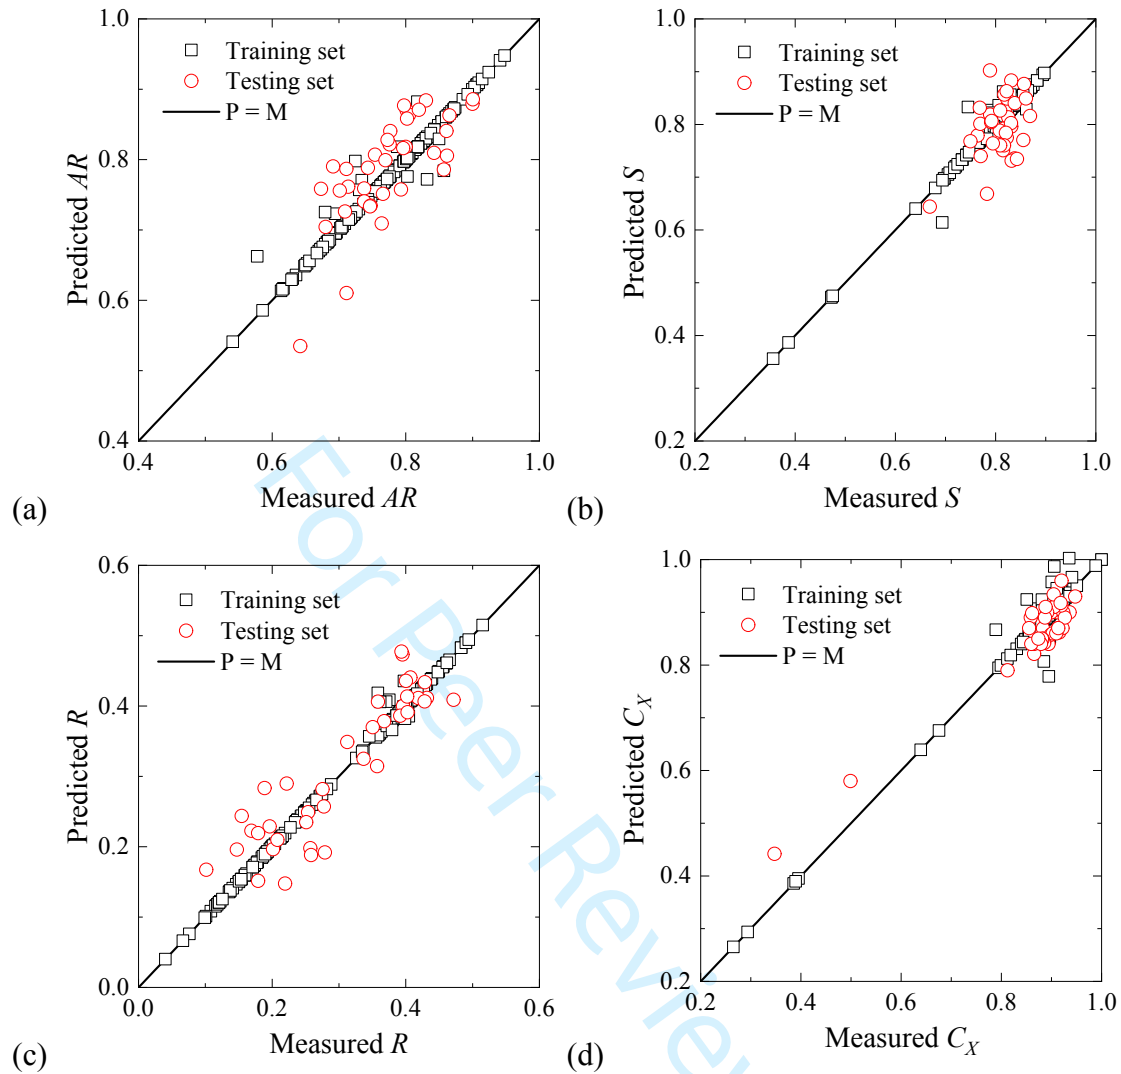 1.0
0.8
0.6
0.4
0.4
0.6
0.8
1.0
Training set
Testing set
P = M
Predicted AR
Measured AR
(a)
1.0
0.8
0.6
0.4
0.2
0.2
0.4
0.6
0.8
1.0
Training set
Testing set
P = M
Predicted S
Measured S
(b)
0.6
0.4
0.2
0.0
0.0
0.2
0.4
0.6
Training set
Testing set
P = M
Predicted R
Measured R
(c)
1.0
0.8
0.6
0.4
0.2
0.2
0.4
0.6
0.8
1.0
Training set
Testing set
P = M
Predicted C_X
Measured C_X
(d)
For Peer Review